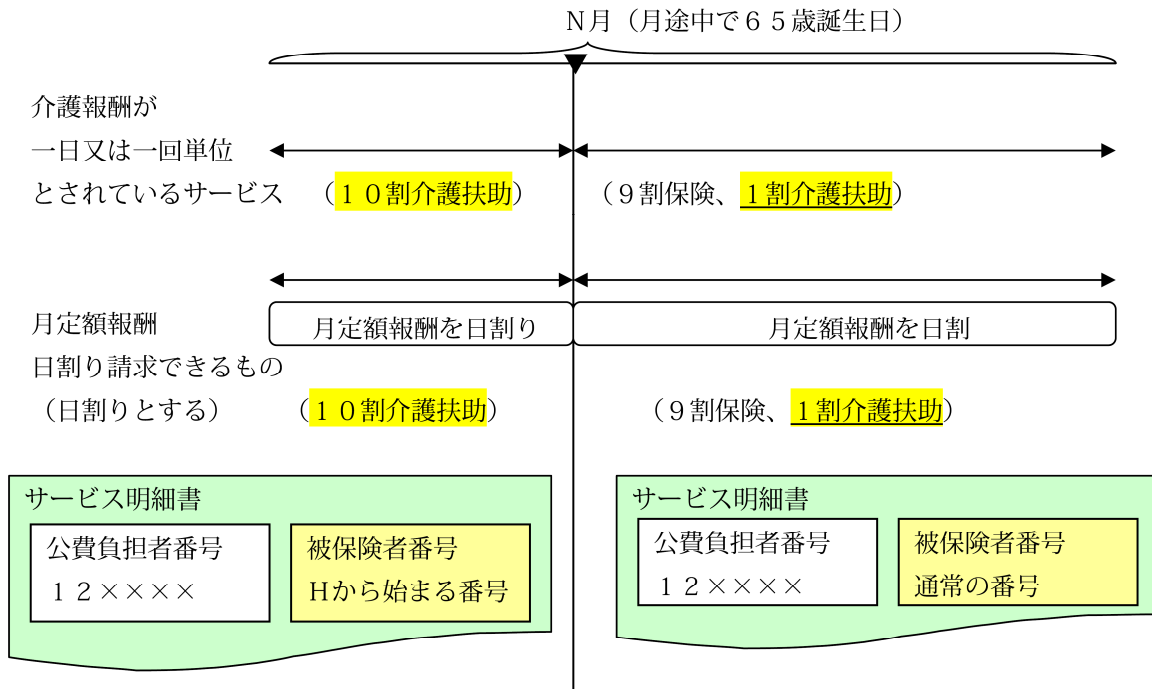 Ｎ月（月途中で６５歳誕生日）
介護報酬が
一日又は一回単位
とされているサービス　（１０割介護扶助）　（９割保険、１割介護扶助）
月定額報酬　月定額報酬を日割り　月定額報酬を日割
日割り請求できるもの
（日割りとする）　（１０割介護扶助）　（９割保険、１割介護扶助）
サービス明細書
公費負担者番号
１２××××
被保険者番号
Ｈから始まる番号
サービス明細書
公費負担者番号
１２××××
被保険者番号
通常の番号